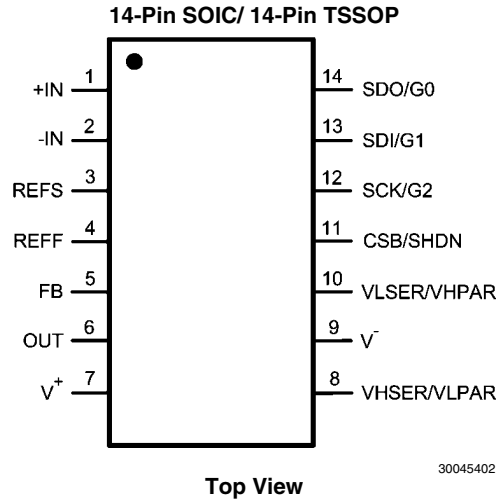 14-Pin SOIC/ 14-Pin TSSOP
+IN 1 14 SDO/G0
-IN 2 13 SDI/G1
REFS 3 12 SCK/G2
REFF 4 11 CSB/SHDN
FB 5 10 VLSER/VHPAR
OUT 6 9 V-
V+ 7 8 VHSER/VLPAR
30045402
Top View